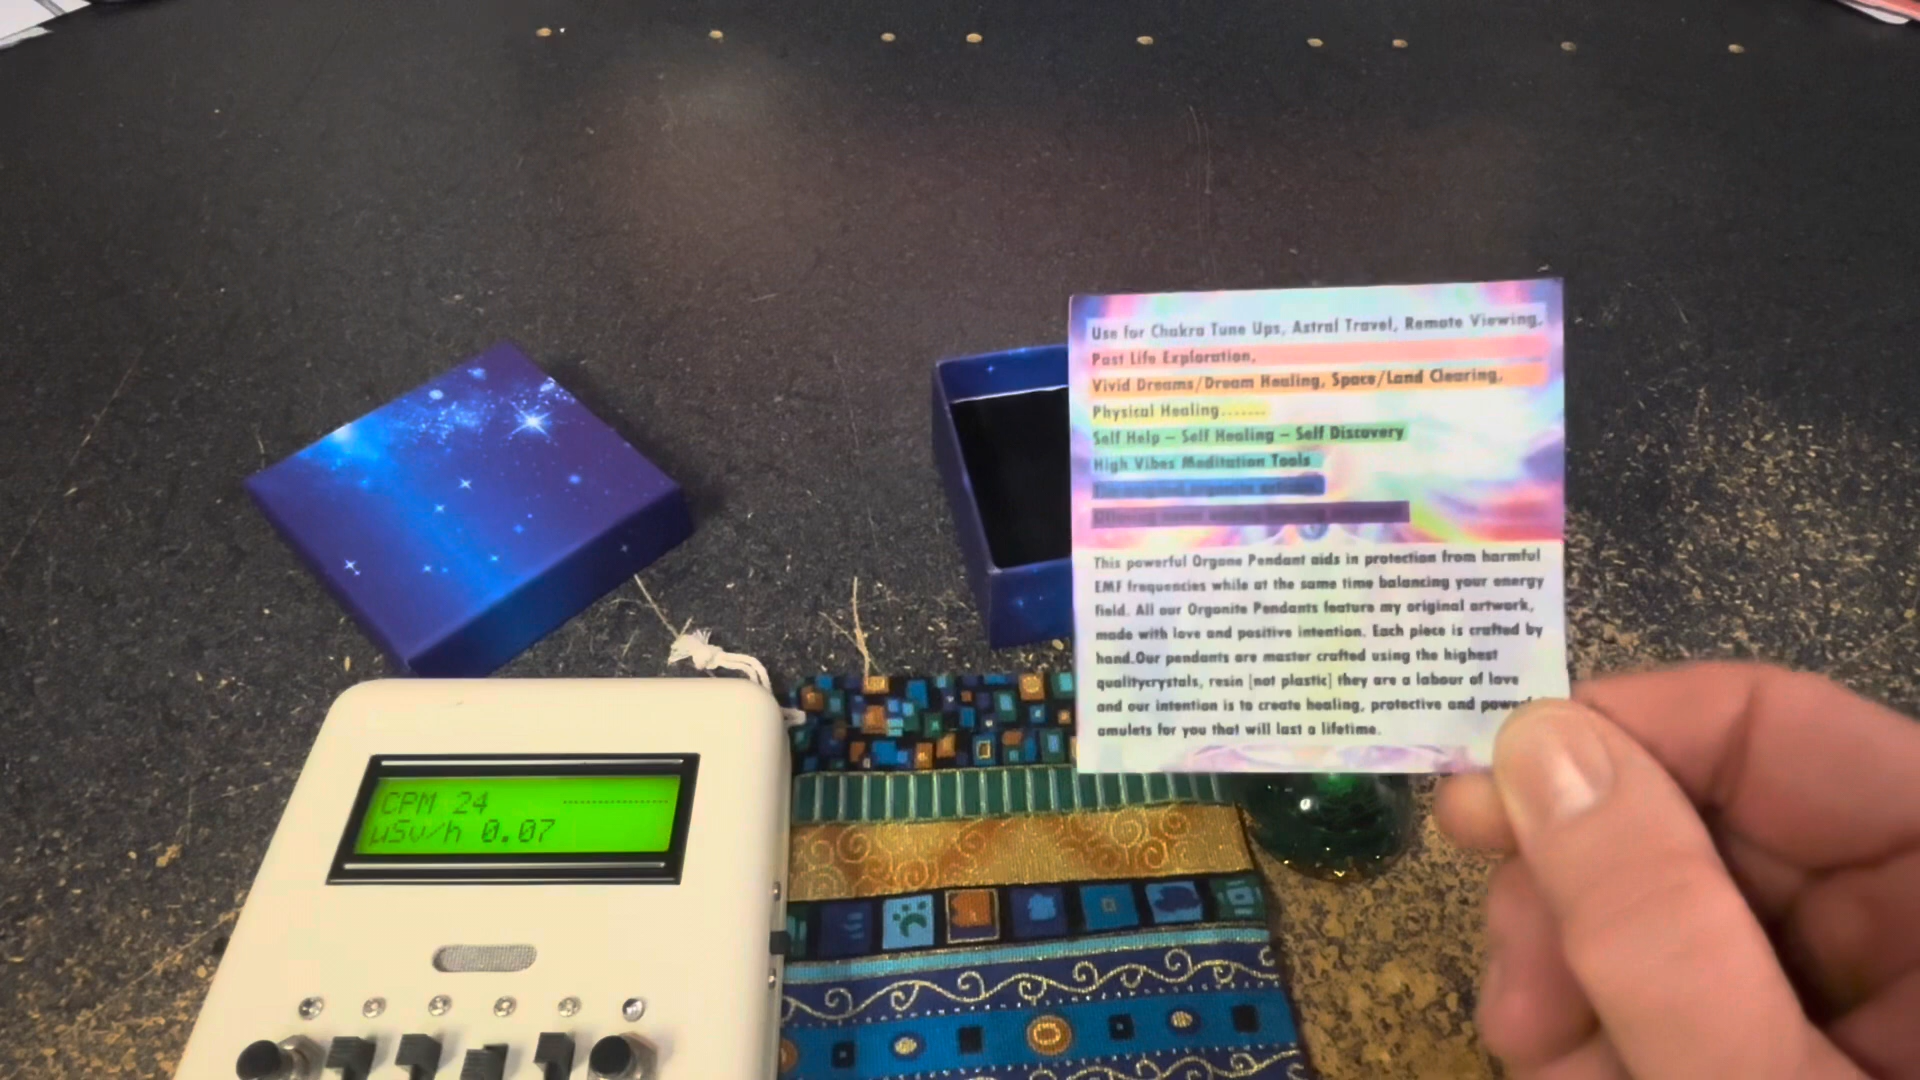 Use for Chakra Tune Ups, Astral Travel, Remote Viewing,
Past Life Exploration,
Vivid Dreams/Dream Healing, Space/Land Clearing,
Physical Healing.......
Self Help – Self Healing – Self Discovery
High Vibes Meditation Tools
This powerful Orgone Pendant aids in protection from harmful
EMF frequencies while at the same time balancing your energy
field. All our Orgonite Pendants feature my original artwork,
made with love and positive intention. Each piece is crafted by
hand.Our pendants are master crafted using the highest
qualitycrystals, resin [not plastic] they are a labour of love
and our intention is to create healing, protective and
amulets for you that will last a lifetime.
CPM 24
µSv/h 0.07